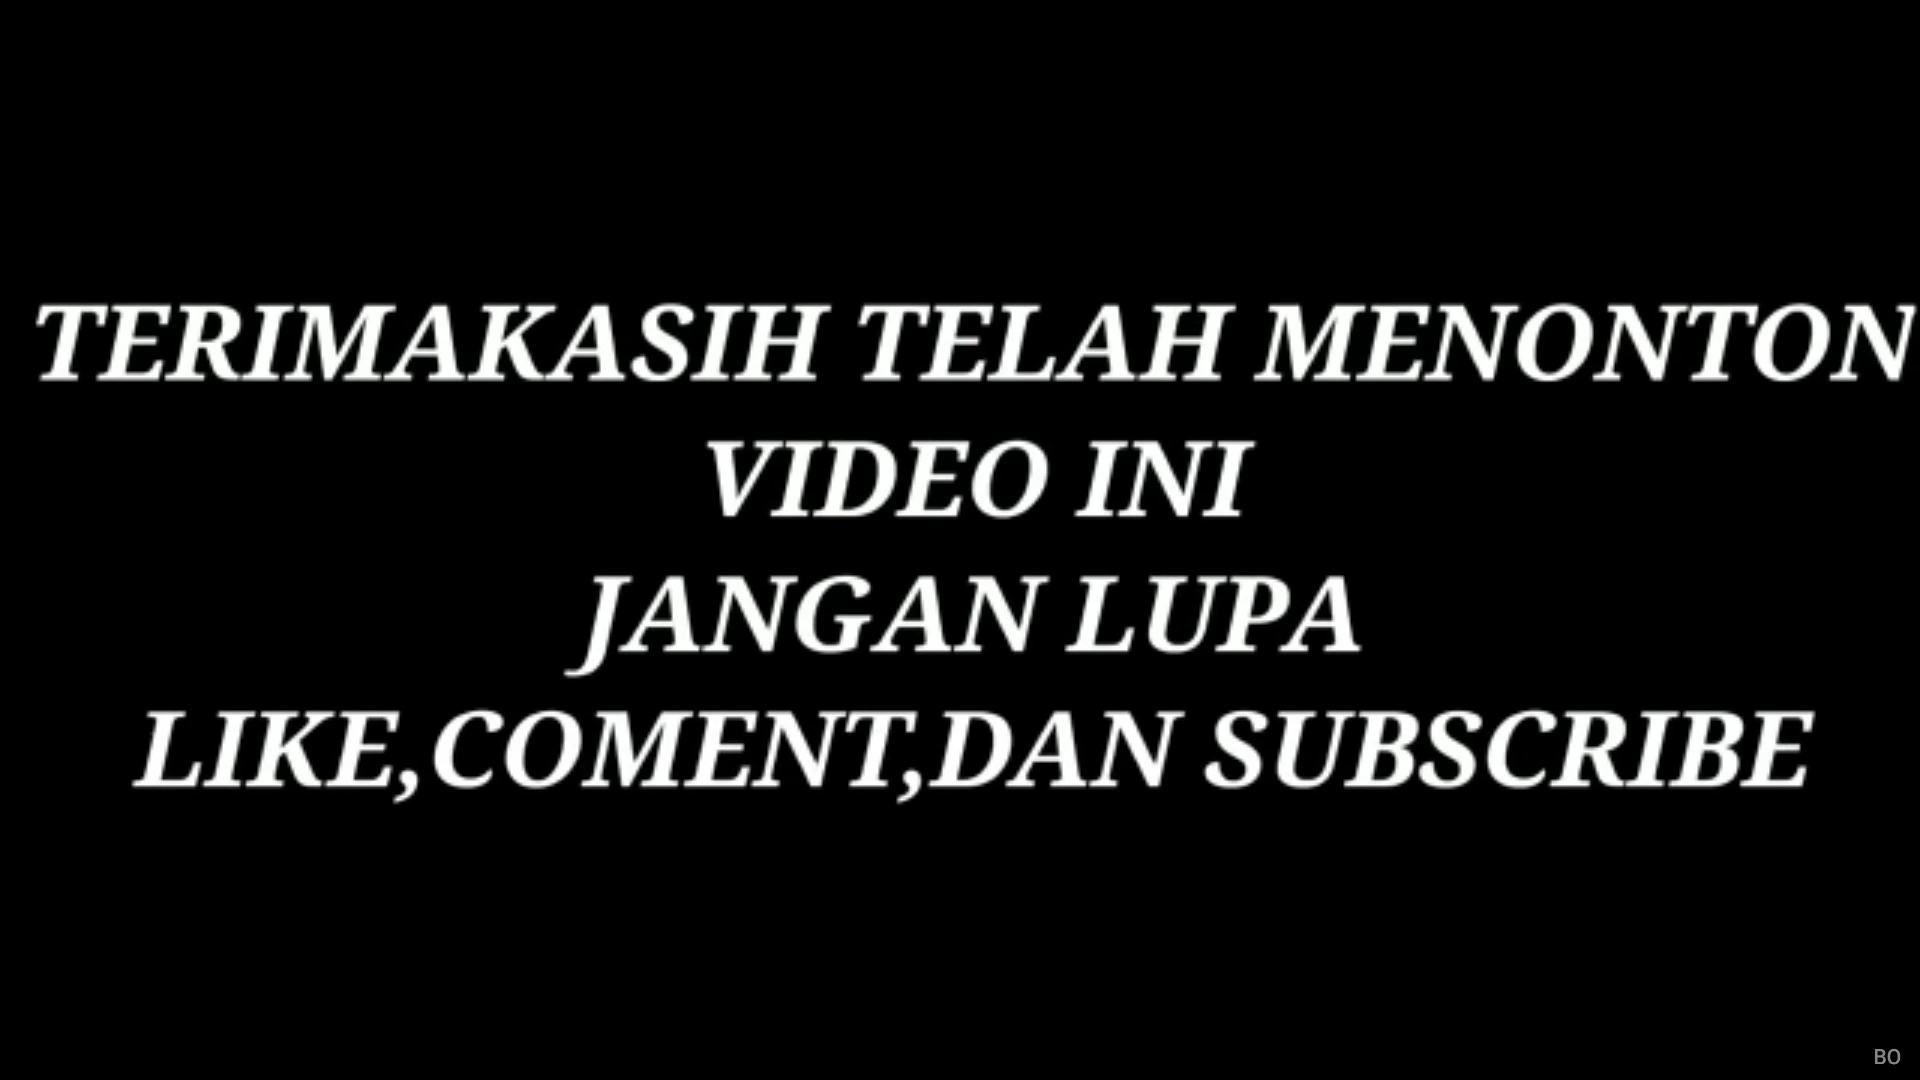 TERIMAKASIH TELAH MENONTON
VIDEO INI
JANGAN LUPA
LIKE,COMENT,DAN SUBSCRIBE
BO